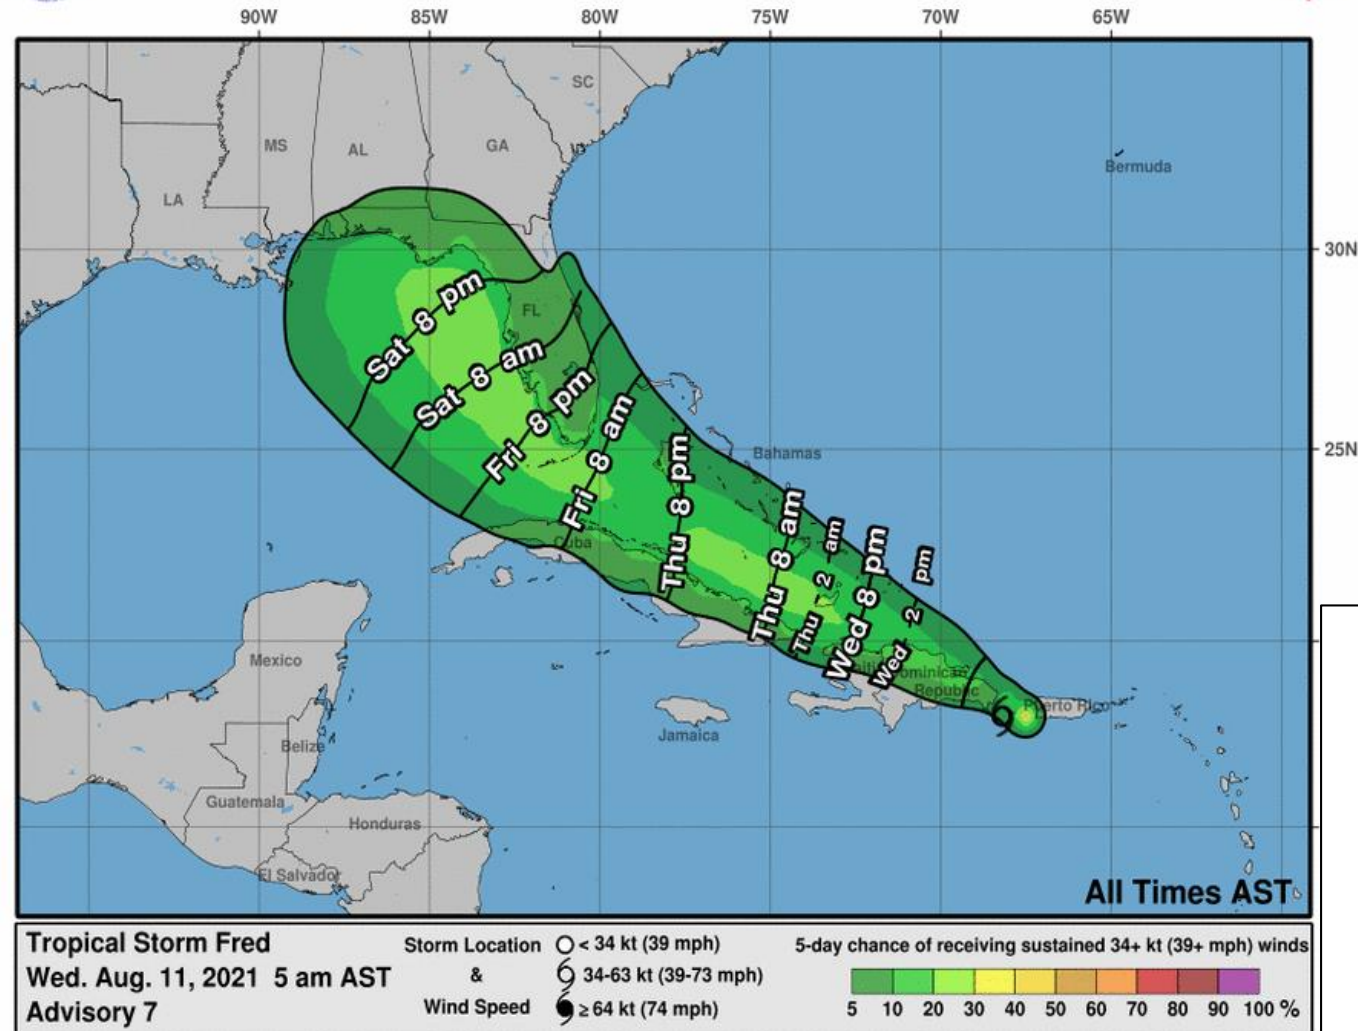 90W 85W 80W 75W 70W 65W
SC
MS AL GA
LA
Bermuda
30N
Sat 8 pm
FL
Sat 8 am
Fri 8 pm
Fri 8 am
Thu 8 pm
Bahamas
25N
Thu 8 am
Thu 2 am
Wed 8 pm
Wed 2 pm
Cuba
Mexico
Dominican
Republic
Puerto Rico
Jamaica
Belize
Guatemala
Honduras
El Salvador
All Times AST
Tropical Storm Fred
Wed. Aug. 11, 2021 5 am AST
Advisory 7
Storm Location
&
Wind Speed
< 34 kt (39 mph)
34-63 kt (39-73 mph)
≥ 64 kt (74 mph)
5-day chance of receiving sustained 34+ kt (39+ mph) winds
5 10 20 30 40 50 60 70 80 90 100 %